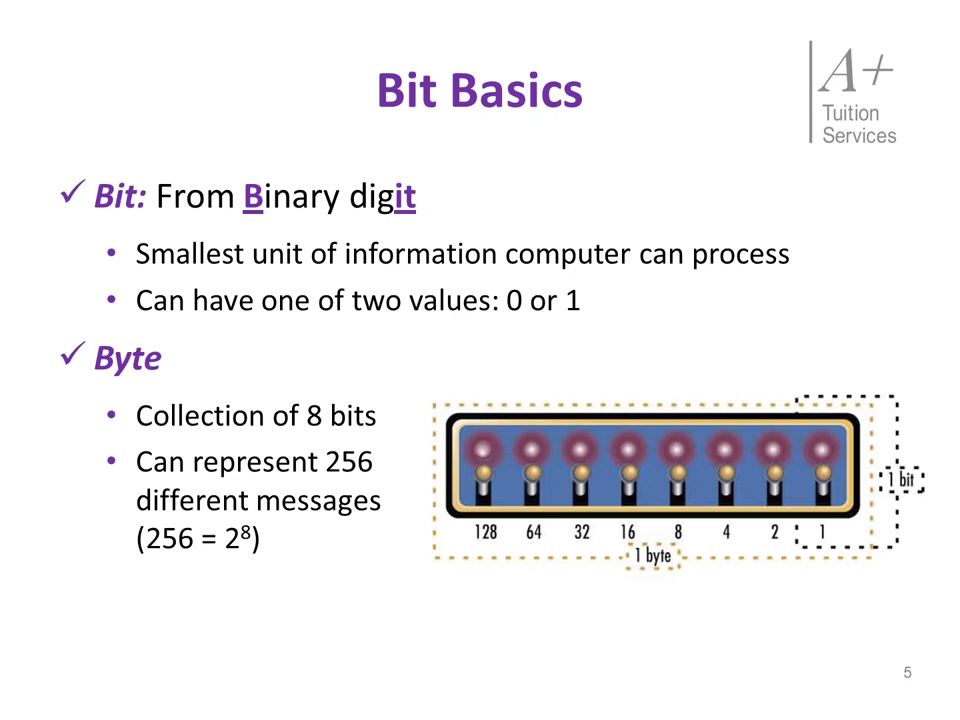 Bit Basics
A+
Tuition
Services
✓ Bit: From Binary digit
• Smallest unit of information computer can process
• Can have one of two values: 0 or 1
✓ Byte
• Collection of 8 bits
• Can represent 256
different messages
(256 = 2⁸)
1 bit
128 64 32 16 8 4 2 1
1 byte
5